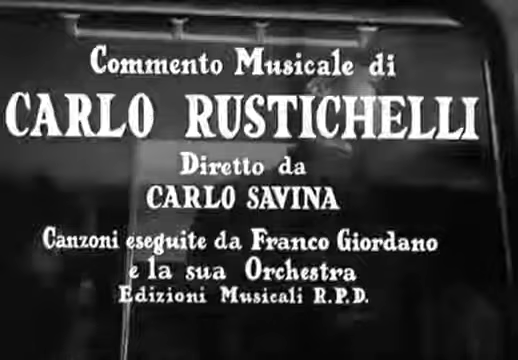 Commento Musicale di
CARLO RUSTICHELLI
Diretto da
CARLO SAVINA
Canzoni eseguite da Franco Giordano
e la sua Orchestra
Edizioni Musicali R.P.D.